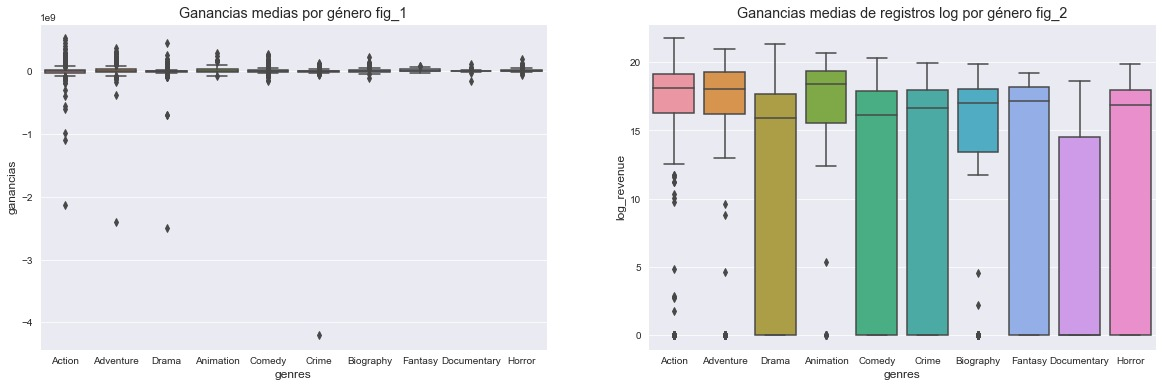 Ganancias medias por género fig_1
1e9
0
−1
−2
−3
−4
ganancias
Action Adventure Drama Animation Comedy Crime Biography Fantasy Documentary Horror
genres
Ganancias medias de registros log por género fig_2
20
15
10
5
0
log_revenue
Action Adventure Drama Animation Comedy Crime Biography Fantasy Documentary Horror
genres